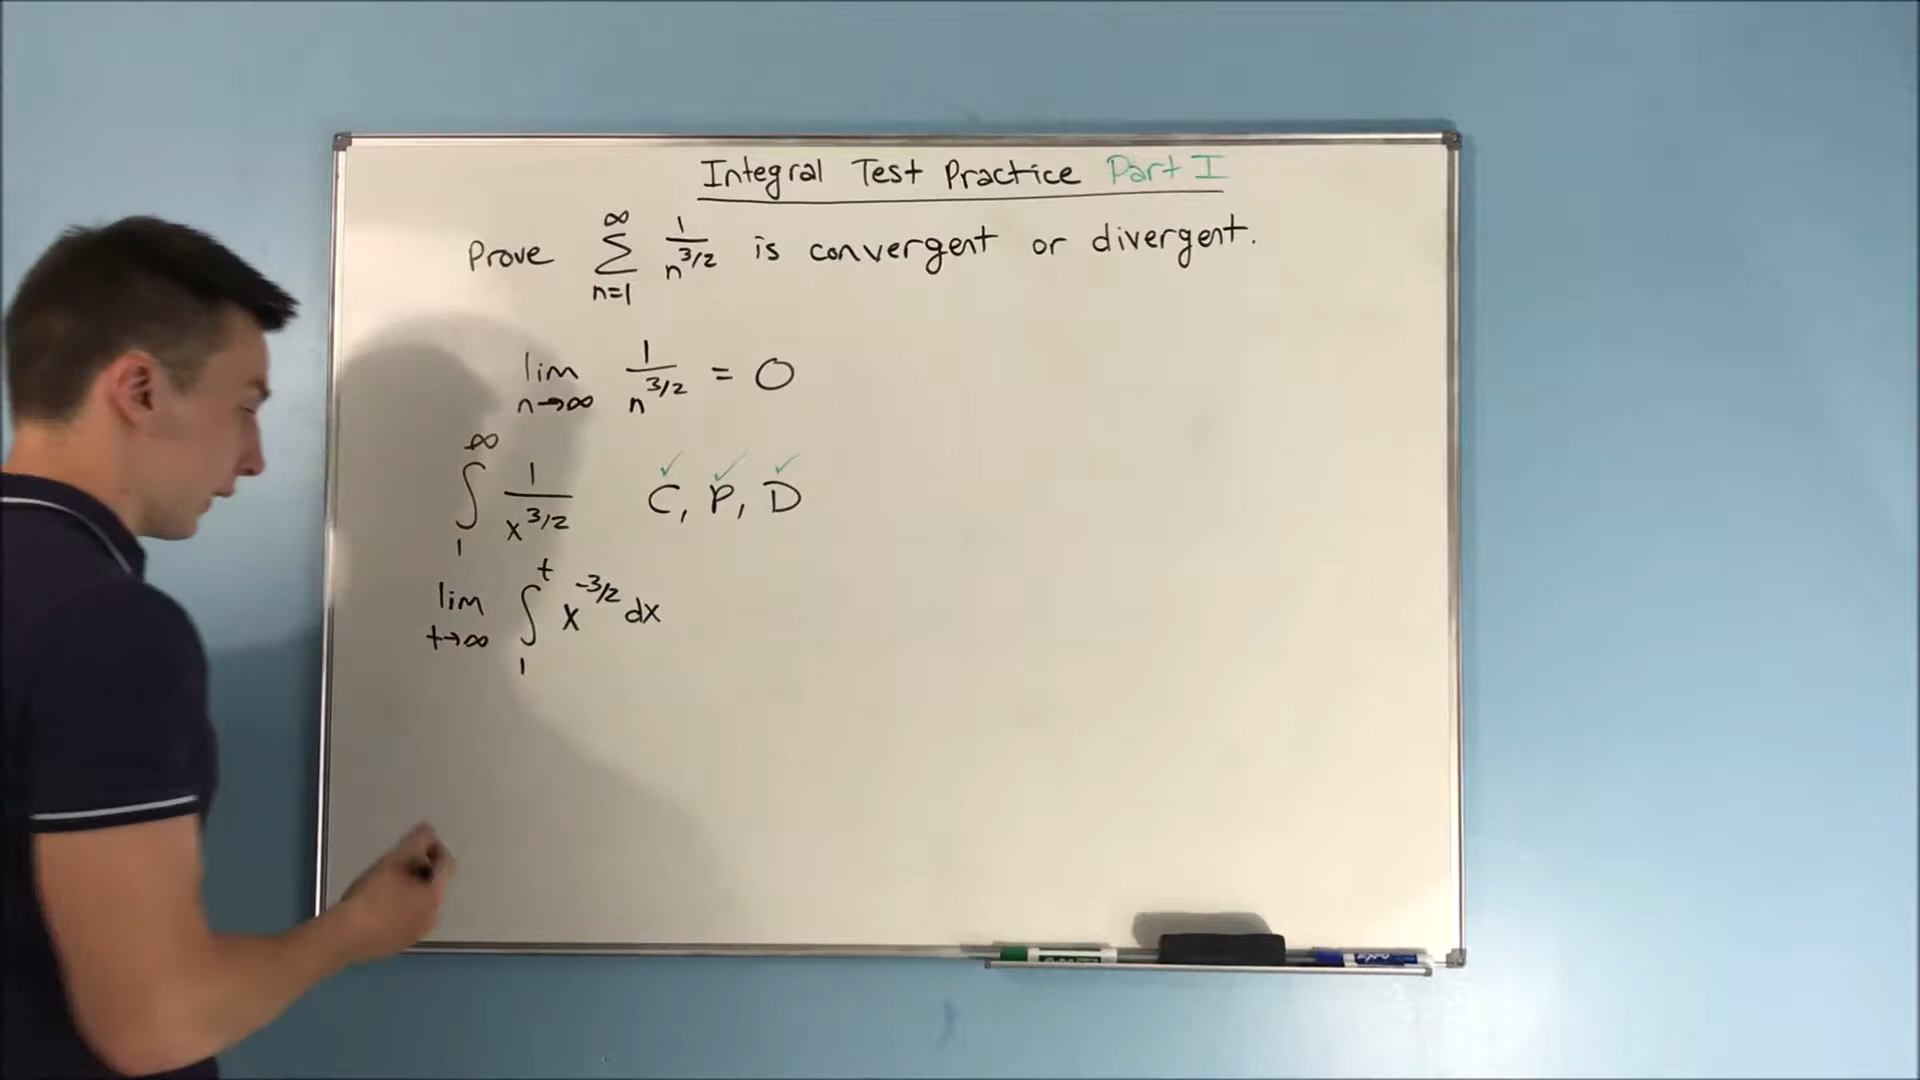 Integral Test Practice Part I
Prove ∞ Σ n=1 1/n^3/2 is convergent or divergent.
lim n→∞ 1/n^3/2 = 0
∫ 1 ∞ 1/x^3/2 C, P, D ✓ ✓ ✓
lim t→∞ ∫ 1 t x^-3/2 dx